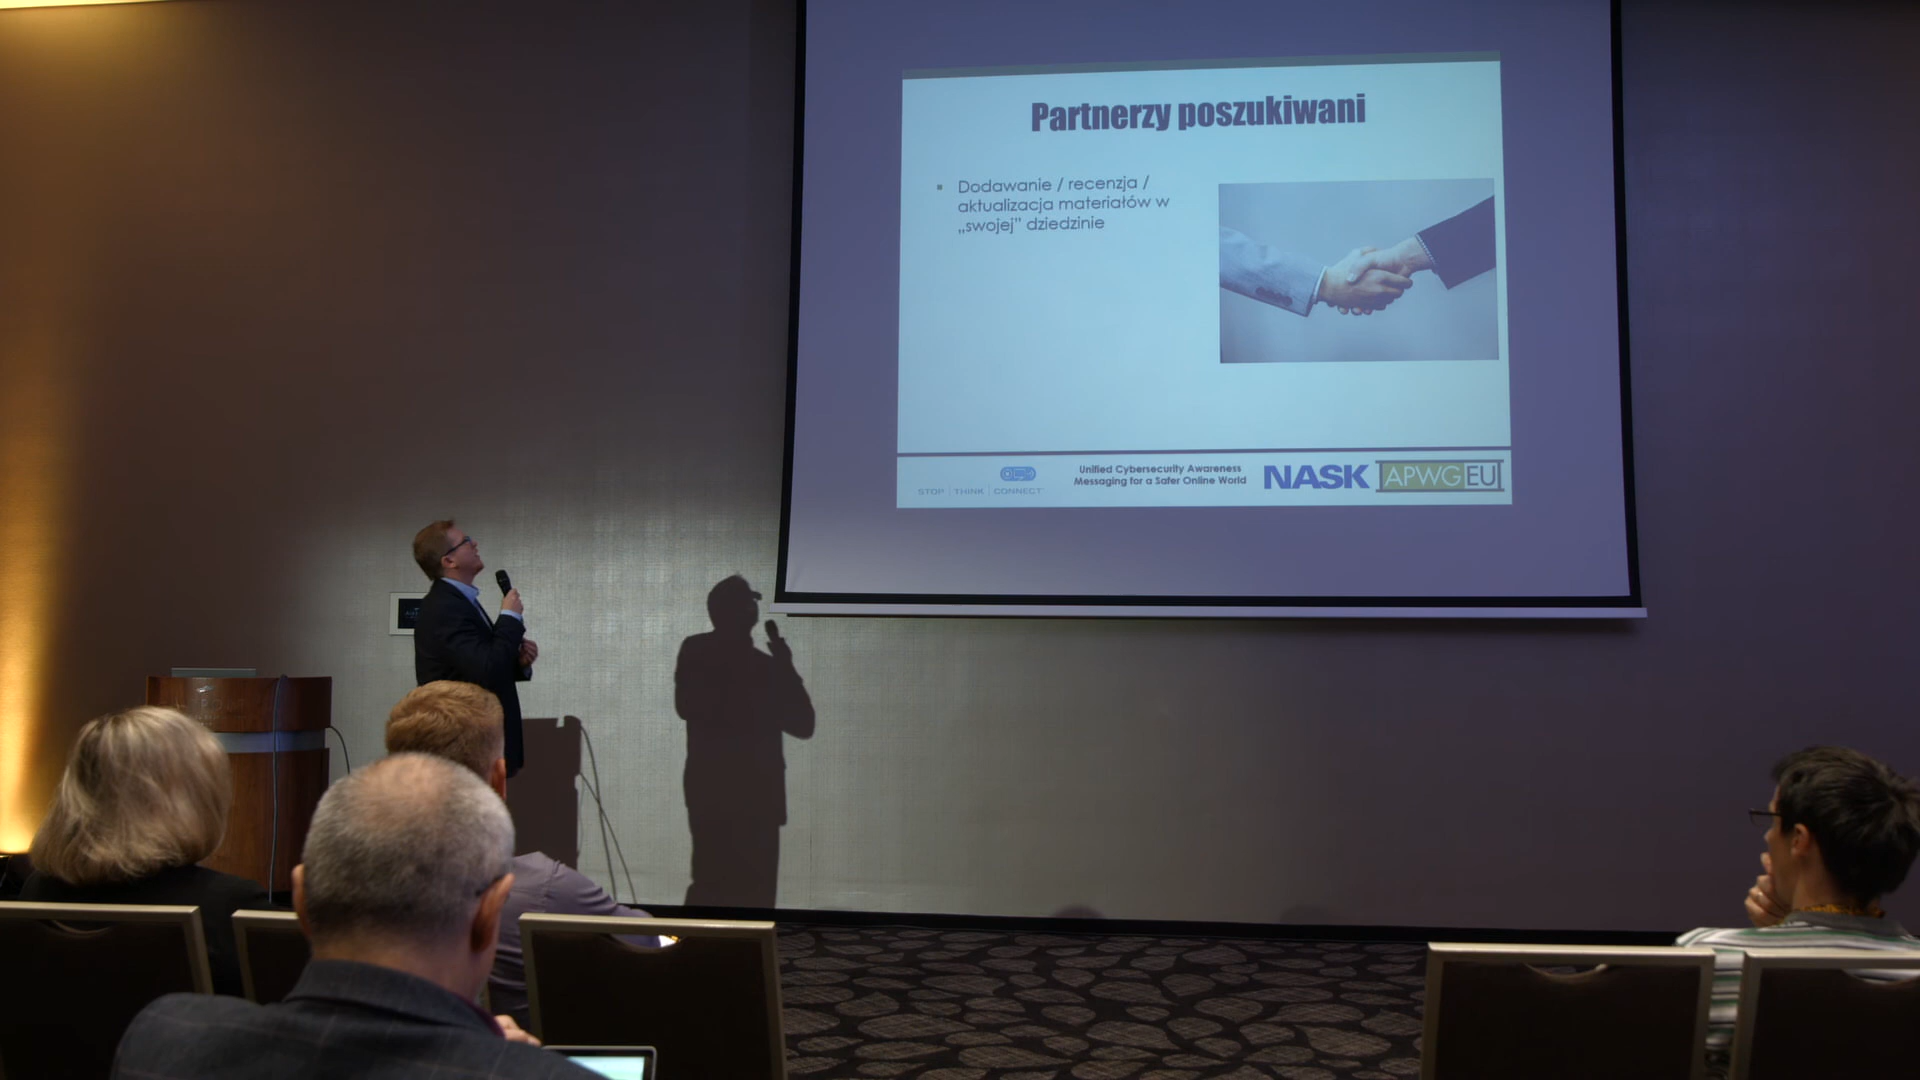 Partnerzy poszukiwani
▪ Dodawanie / recenzja /
aktualizacja materiałów w
„swojej” dziedzinie
STOP | THINK | CONNECT™
Unified Cybersecurity Awareness
Messaging for a Safer Online World
NASK
APWG EU